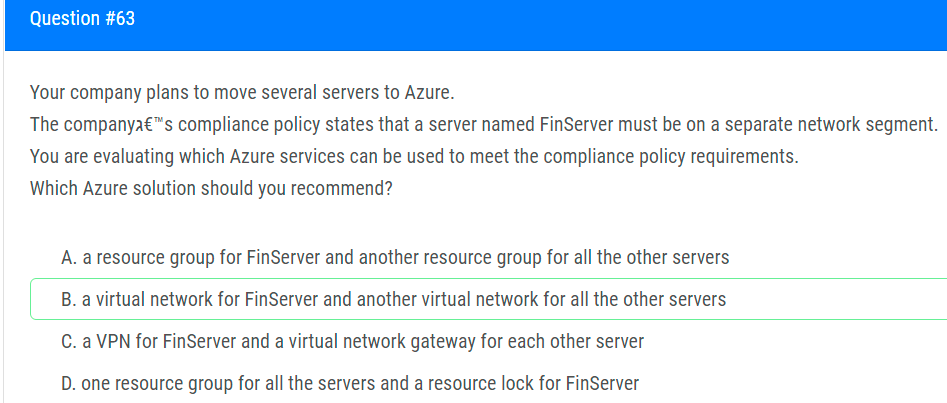 Question #63
Your company plans to move several servers to Azure.
The companyג€™s compliance policy states that a server named FinServer must be on a separate network segment.
You are evaluating which Azure services can be used to meet the compliance policy requirements.
Which Azure solution should you recommend?
A. a resource group for FinServer and another resource group for all the other servers
B. a virtual network for FinServer and another virtual network for all the other servers
C. a VPN for FinServer and a virtual network gateway for each other server
D. one resource group for all the servers and a resource lock for FinServer